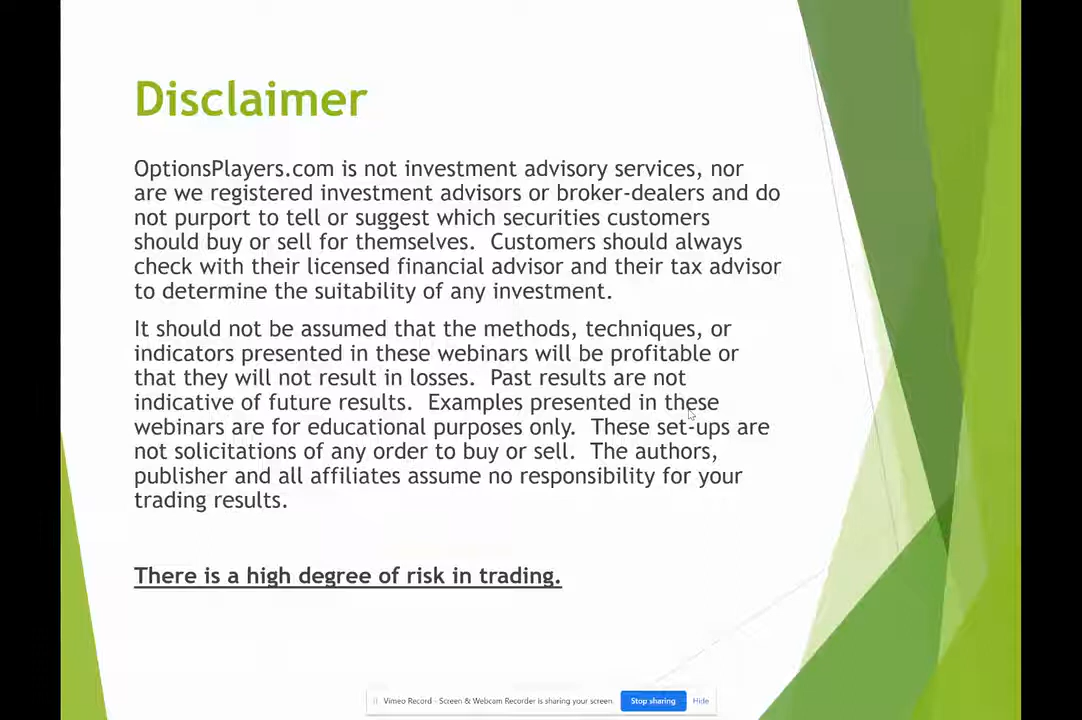 Disclaimer
OptionsPlayers.com is not investment advisory services, nor
are we registered investment advisors or broker-dealers and do
not purport to tell or suggest which securities customers
should buy or sell for themselves.  Customers should always
check with their licensed financial advisor and their tax advisor
to determine the suitability of any investment.
It should not be assumed that the methods, techniques, or
indicators presented in these webinars will be profitable or
that they will not result in losses.  Past results are not
indicative of future results.  Examples presented in these
webinars are for educational purposes only.  These set-ups are
not solicitations of any order to buy or sell.  The authors,
publisher and all affiliates assume no responsibility for your
trading results.
There is a high degree of risk in trading.
Vimeo Record - Screen & Webcam Recorder is sharing your screen. Stop sharing Hide